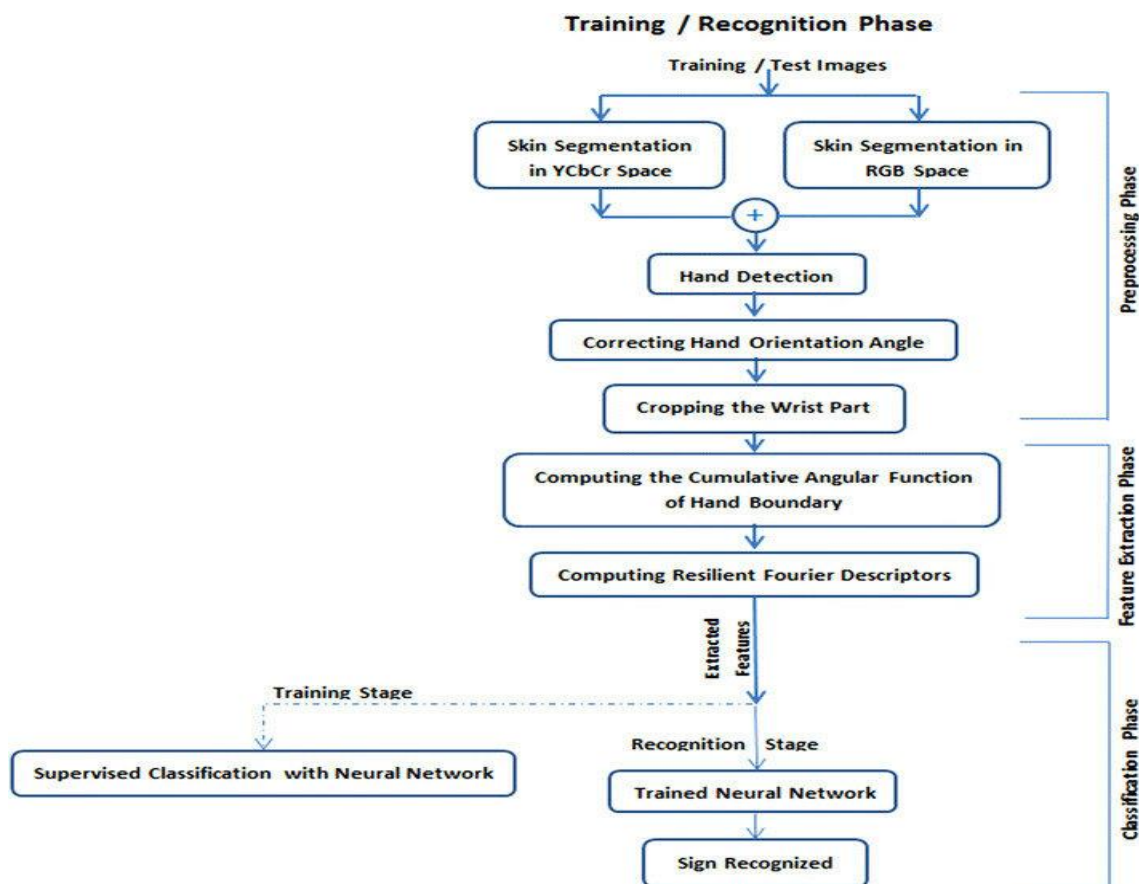 Training / Recognition Phase
Training / Test Images
Skin Segmentation
in YCbCr Space
Skin Segmentation in
RGB Space
+
Hand Detection
Correcting Hand Orientation Angle
Cropping the Wrist Part
Preprocessing Phase
Computing the Cumulative Angular Function
of Hand Boundary
Computing Resilient Fourier Descriptors
Feature Extraction Phase
Extracted
Features
Training Stage
Recognition Stage
Supervised Classification with Neural Network
Trained Neural Network
Sign Recognized
Classification Phase